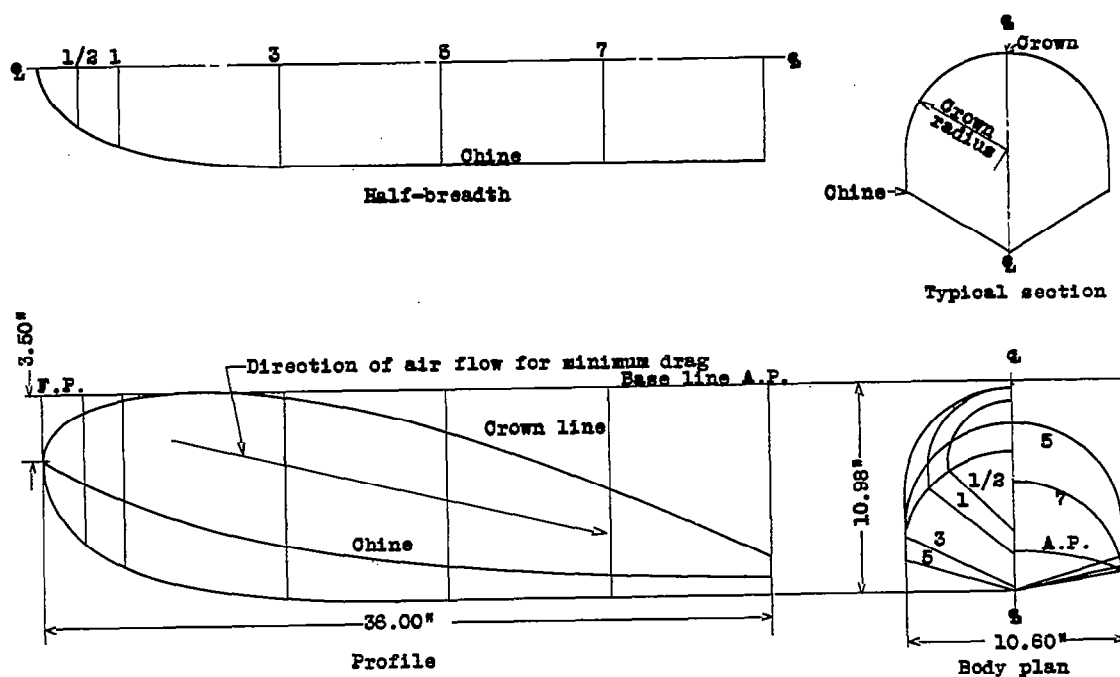 ℄
1/2 1 3 5 7
℄
Chine
Half-breadth
℄
Crown
Crown
radius
Chine
℄
Typical section
3.50"
F.P.
Direction of air flow for minimum drag
Base line A.P.
Crown line
Chine
10.98"
36.00"
Profile
℄
5
1/2
1
7
3
A.P.
5
℄
10.60"
Body plan